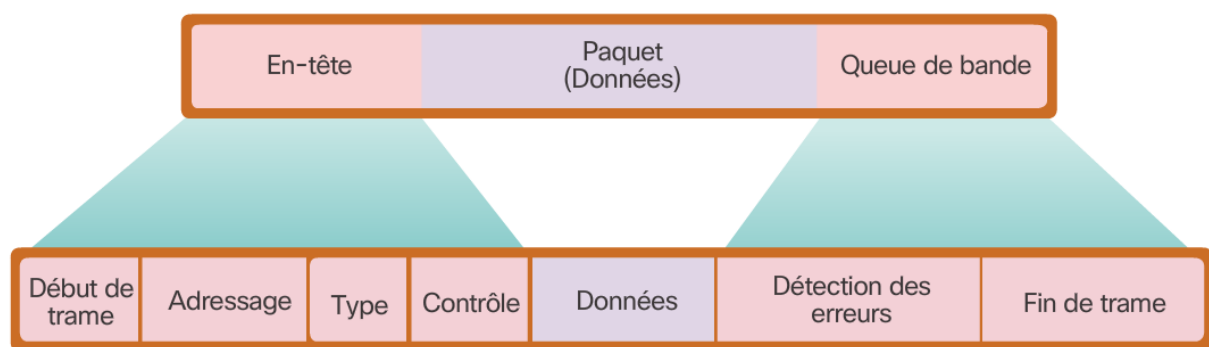 En-tête
Paquet
(Données)
Queue de bande
Début de
trame
Adressage
Type
Contrôle
Données
Détection des
erreurs
Fin de trame